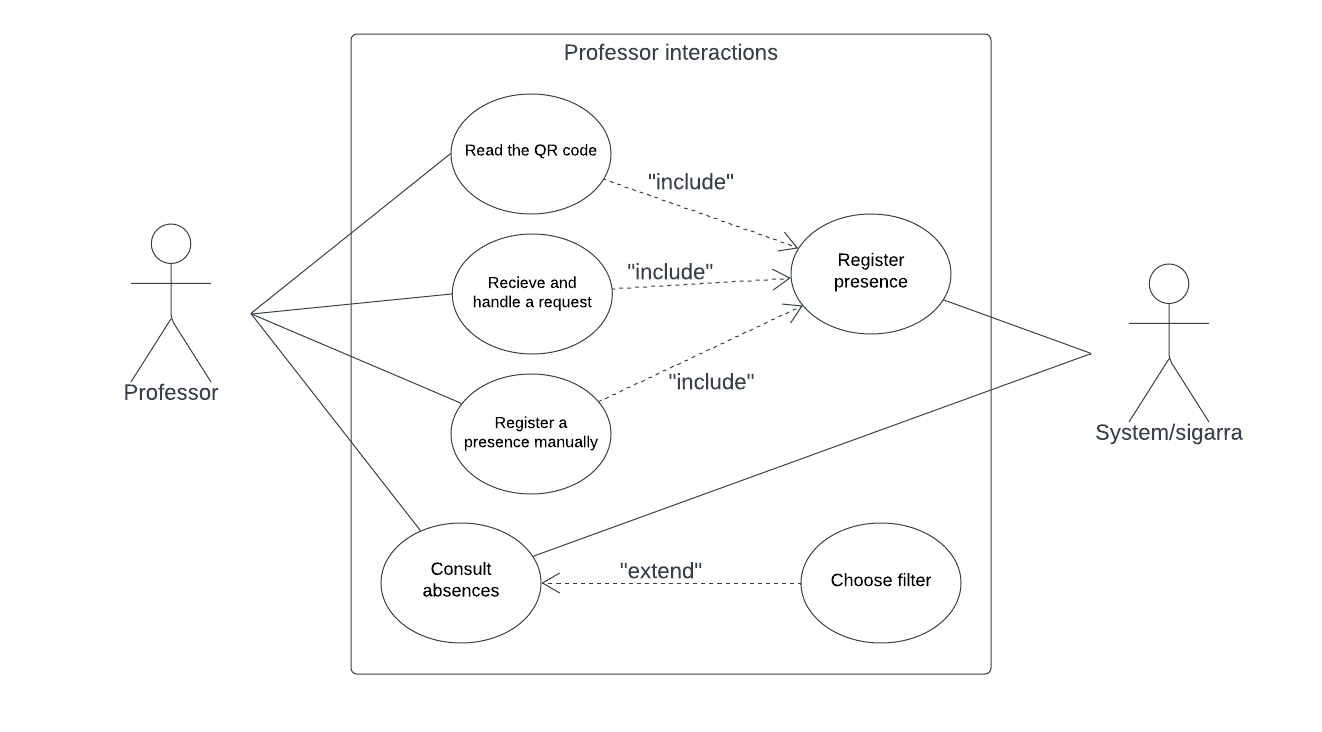 Professor interactions
Read the QR code
"include"
Recieve and
handle a request
"include"
Register
presence
Register a
presence manually
"include"
Professor
System/sigarra
Consult
absences
"extend"
Choose filter